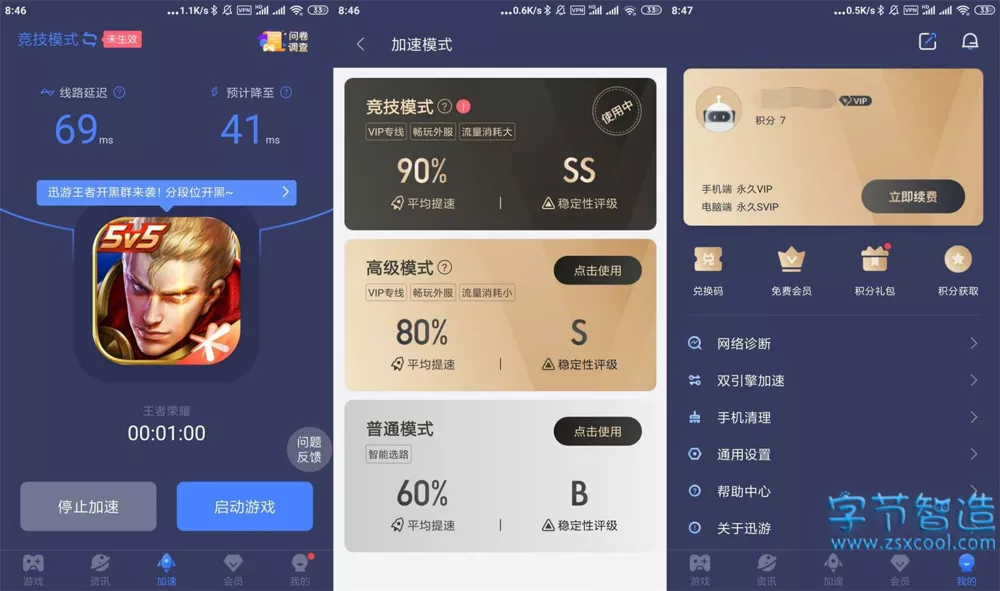 8:46
...1.1K/s
VPN
HD
33
竞技模式
未生效
问卷
调查
线路延迟
预计降至
69ms
41ms
迅游王者开黑群来袭!分段位开黑~
5v5
王者荣耀
00:01:00
问题
反馈
停止加速
启动游戏
游戏
资讯
加速
会员
我的
8:46
...0.6K/s
VPN
HD
33
加速模式
竞技模式
使用中
VIP专线
畅玩外服
流量消耗大
90%
SS
平均提速
稳定性评级
高级模式
点击使用
VIP专线
畅玩外服
流量消耗小
80%
S
平均提速
稳定性评级
普通模式
点击使用
智能选路
60%
B
平均提速
稳定性评级
8:47
...0.5K/s
VPN
HD
33
VIP
积分 7
手机端 永久VIP
电脑端 永久SVIP
立即续费
兑
兑换码
免费会员
积分礼包
积分获取
网络诊断
双引擎加速
手机清理
通用设置
帮助中心
关于迅游
字节智造
www.zsxcool.com
游戏
资讯
加速
会员
我的